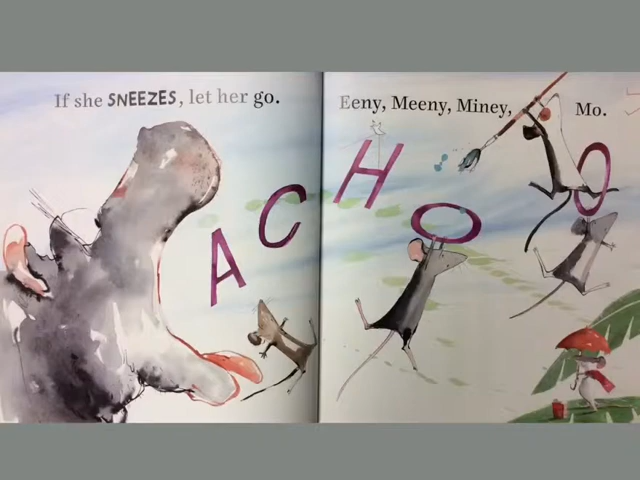 If she SNEEZES, let her go.
Eeny, Meeny, Miney, Mo.
ACHOO